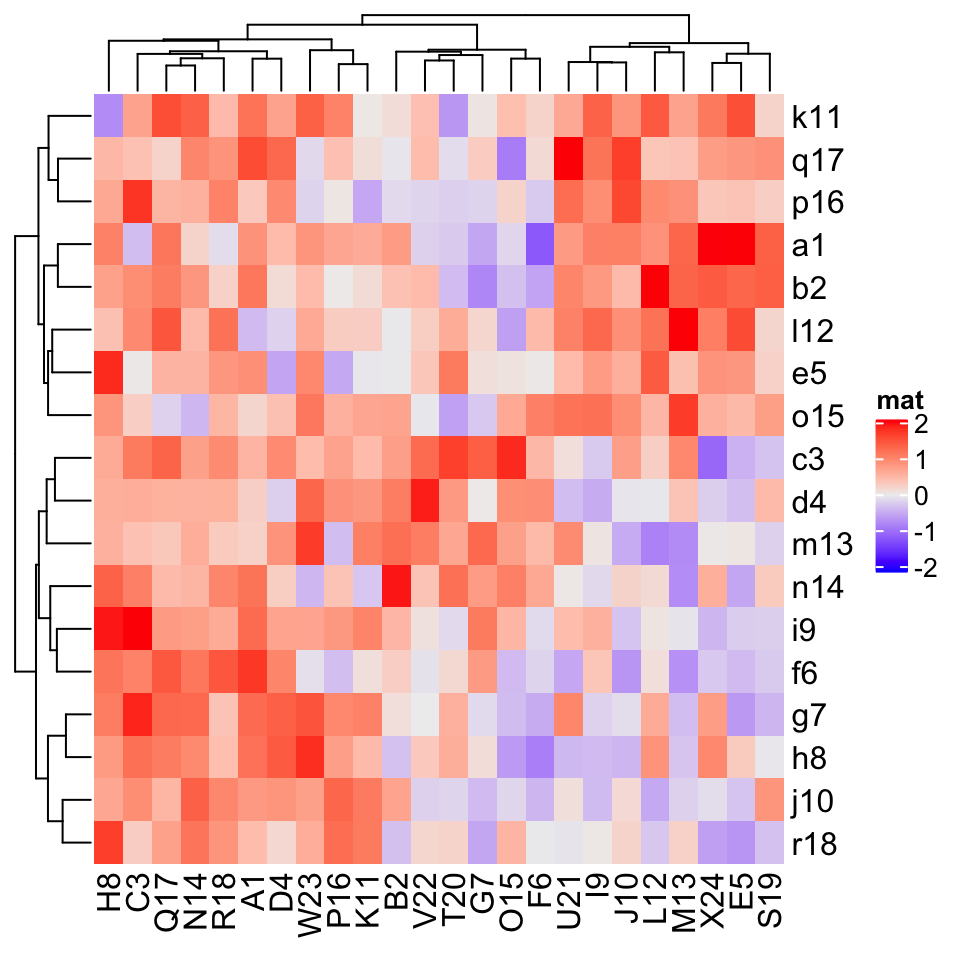 k11
q17
p16
a1
b2
l12
e5
o15
c3
d4
m13
n14
i9
f6
g7
h8
j10
r18
mat
2
1
0
-1
-2
H8
C3
Q17
N14
R18
A1
D4
W23
P16
K11
B2
V22
T20
G7
O15
F6
U21
I9
J10
L12
M13
X24
E5
S19